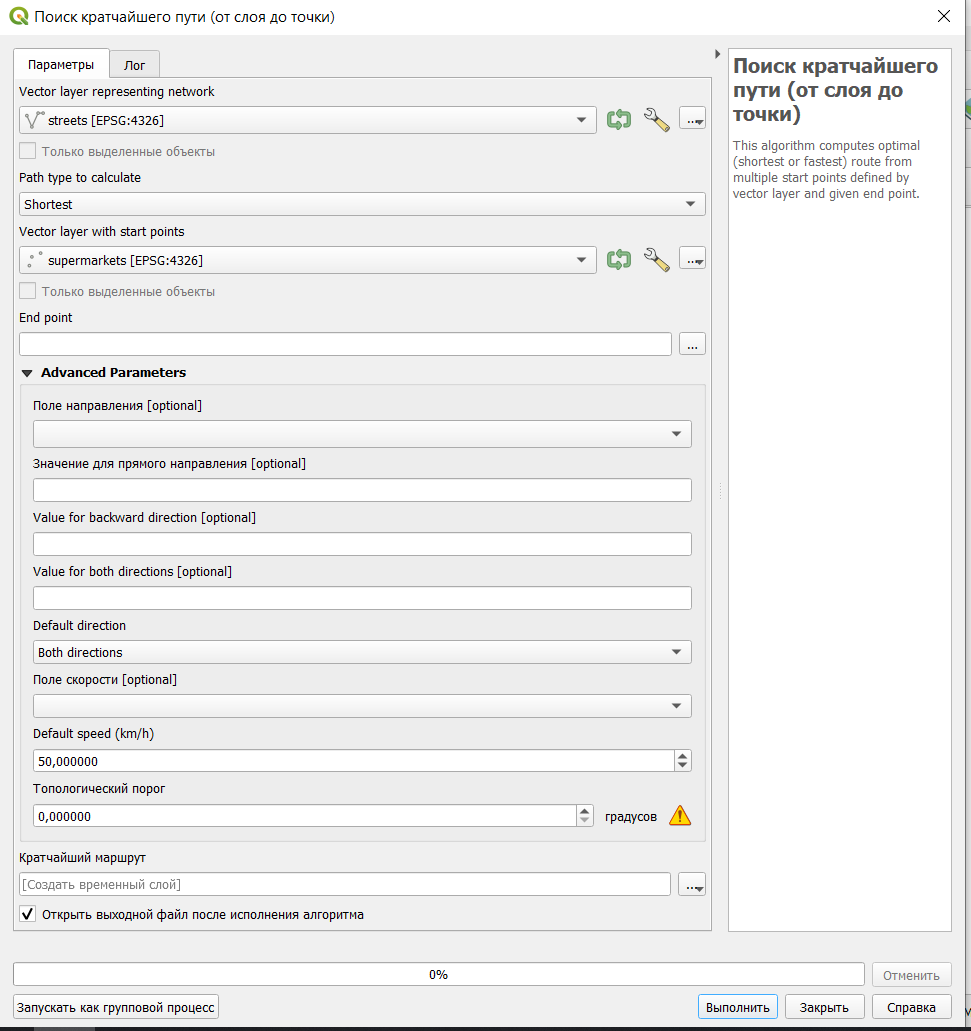 Поиск кратчайшего пути (от слоя до точки)
Параметры
Лог
Vector layer representing network
streets [EPSG:4326]
...
Только выделенные объекты
Path type to calculate
Shortest
Vector layer with start points
supermarkets [EPSG:4326]
...
Только выделенные объекты
End point
...
Advanced Parameters
Поле направления [optional]
Значение для прямого направления [optional]
Value for backward direction [optional]
Value for both directions [optional]
Default direction
Both directions
Поле скорости [optional]
Default speed (km/h)
50,000000
Топологический порог
0,000000
градусов
Кратчайший маршрут
[Создать временный слой]
...
Открыть выходной файл после исполнения алгоритма
Поиск кратчайшего
пути (от слоя до
точки)
This algorithm computes optimal
(shortest or fastest) route from
multiple start points defined by
vector layer and given end point.
0%
Отменить
Запускать как групповой процесс
Выполнить
Закрыть
Справка